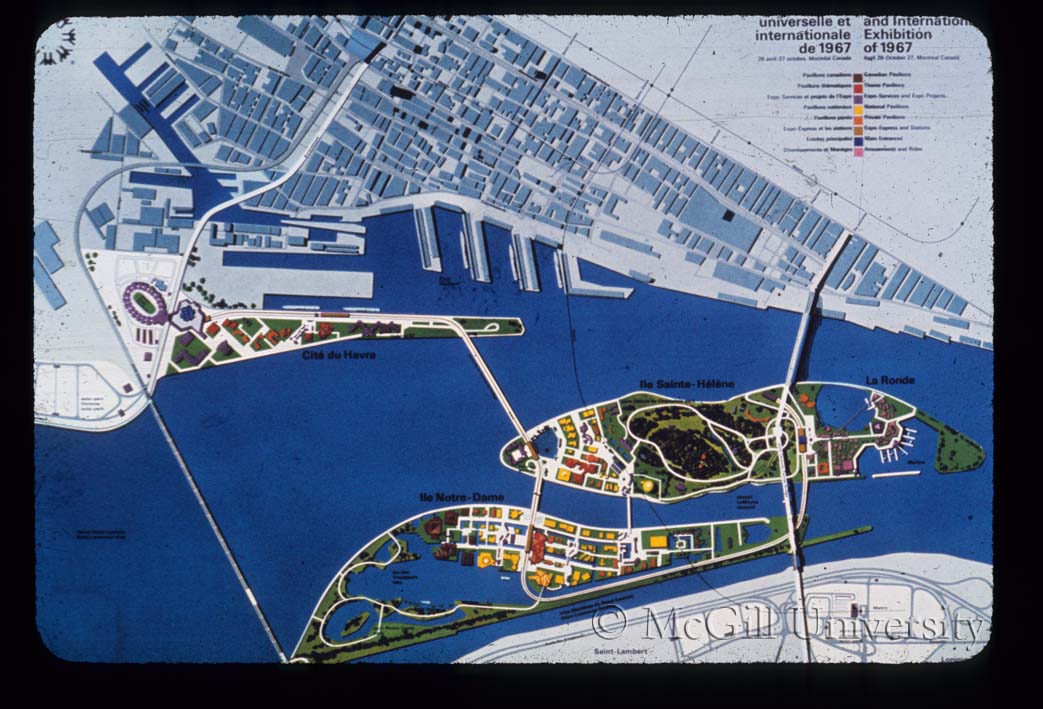 universelle et
internationale
de 1967
28 avril-27 octobre, Montréal Canada
and Internation
Exhibition
of 1967
April 28-October 27, Montreal Canada
Pavillons canadiens Canadian Pavilions
Pavillons thématiques Theme Pavilions
Expo-Services et projets de l'Expo Expo-Services and Expo Projects
Pavillons nationaux National Pavilions
Pavillons privés Private Pavilions
Expo-Express et les stations Expo-Express and Stations
Entrées principales Main Entrances
Divertissements et Manèges Amusements and Rides
Cité du Havre
Ile Sainte-Hélène
La Ronde
Marina
Ile Notre-Dame
Metro
Saint-Lambert
© McGill University